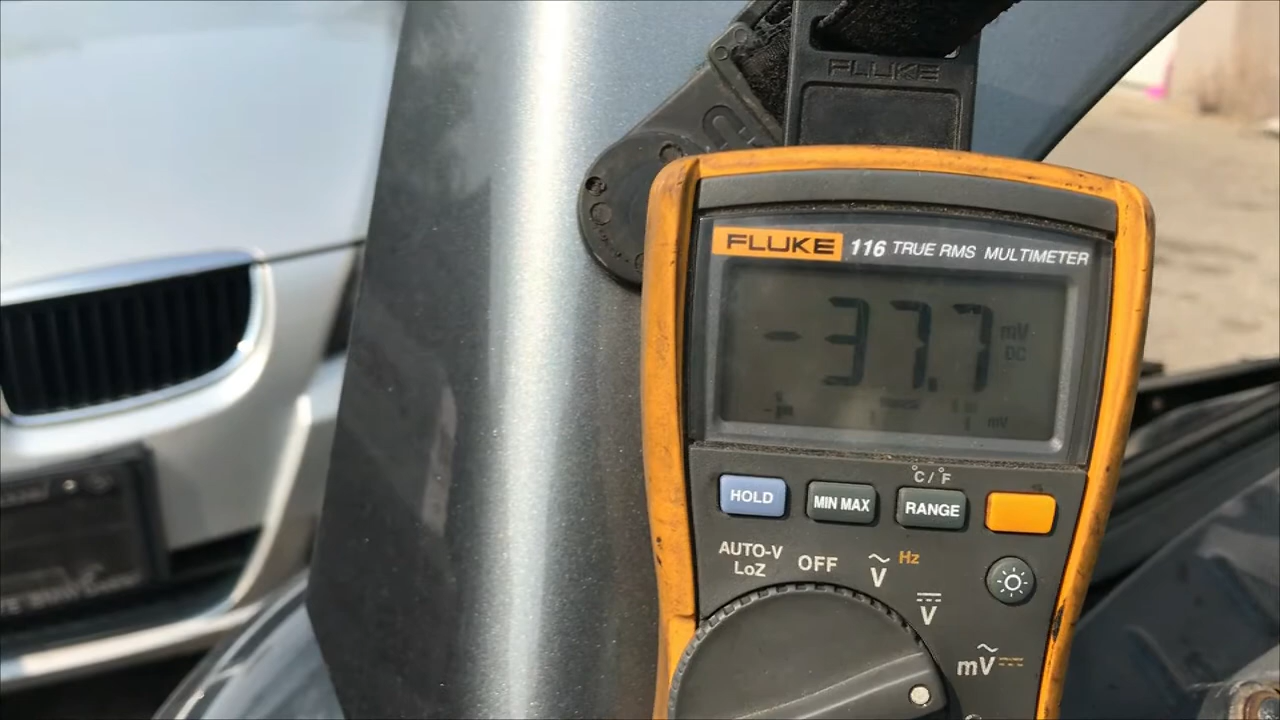 FLUKE
FLUKE 116 TRUE RMS MULTIMETER
-37.7 mV
DC
mV
°C/°F
HOLD MIN MAX RANGE
AUTO-V
LoZ
OFF
V Hz
V
mV